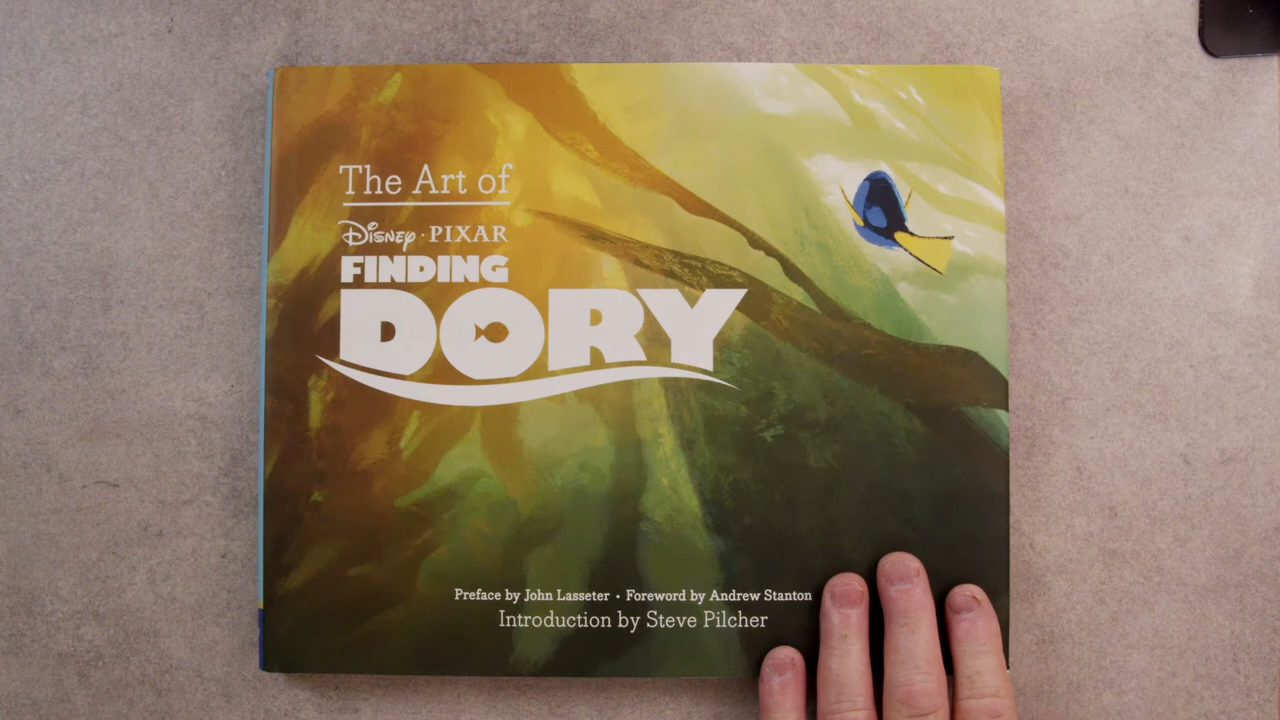 The Art of
Disney · PIXAR
FINDING
DORY
Preface by John Lasseter • Foreword by Andrew Stanton
Introduction by Steve Pilcher